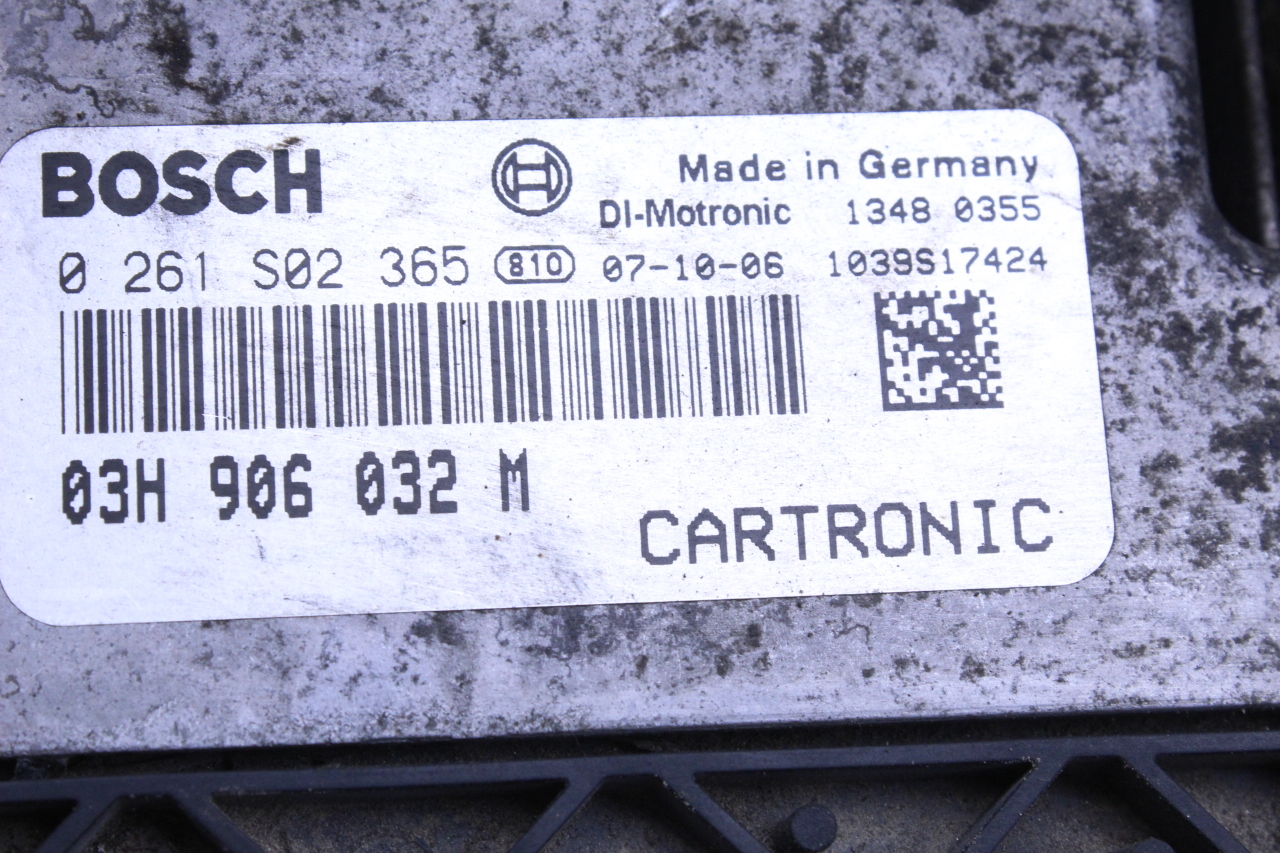 BOSCH
Made in Germany
DI-Motronic 1348 0355
0 261 S02 365 810 07-10-06 1039S17424
03H 906 032 M
CARTRONIC